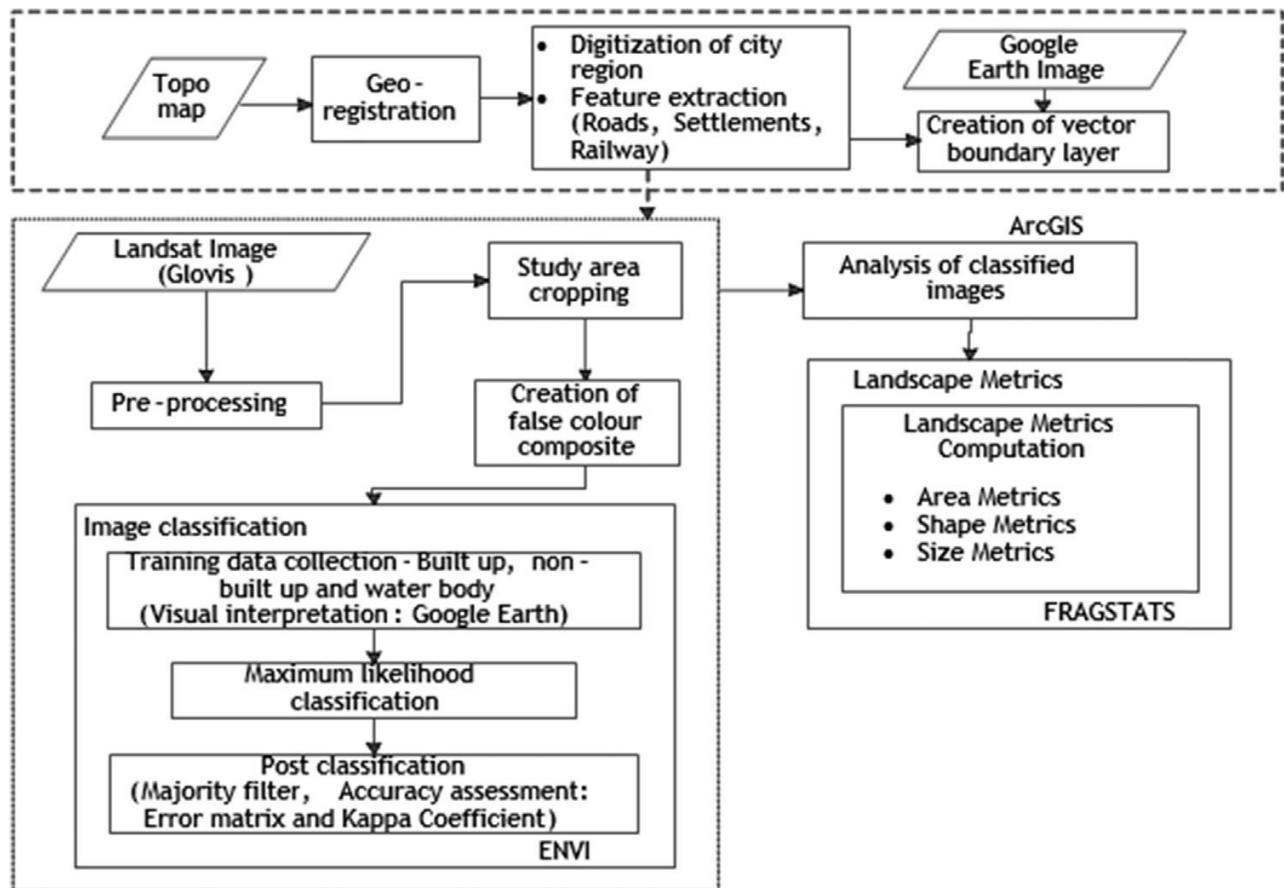 Topo
map
Geo-
registration
• Digitization of city
region
• Feature extraction
(Roads, Settlements,
Railway)
Google
Earth Image
Creation of vector
boundary layer
Landsat Image
(Glovis )
Pre-processing
Study area
cropping
Creation of
false colour
composite
Image classification
Training data collection - Built up, non -
built up and water body
(Visual interpretation : Google Earth)
Maximum likelihood
classification
Post classification
(Majority filter, Accuracy assessment:
Error matrix and Kappa Coefficient)
ENVI
ArcGIS
Analysis of classified
images
Landscape Metrics
Landscape Metrics
Computation
• Area Metrics
• Shape Metrics
• Size Metrics
FRAGSTATS